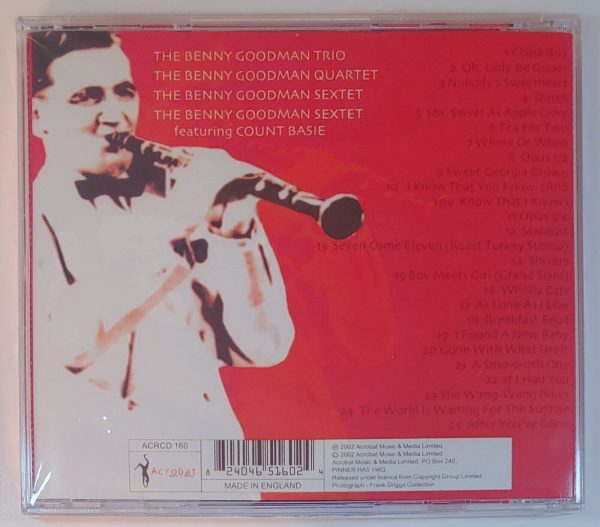 THE BENNY GOODMAN TRIO
THE BENNY GOODMAN QUARTET
THE BENNY GOODMAN SEXTET
THE BENNY GOODMAN SEXTET
featuring COUNT BASIE
1 China Boy
2 Oh, Lady Be Good!
3 Nobody's Sweetheart
4 Dinah
5 Ida, Sweet As Apple Cider
6 Tea For Two
7 Where Or When
8 Opus 1/2
9 Sweet Georgia Brown
10 I Know That You Know (And
You Know That I Know)
11 Opus 3/4
12 Stardust
13 Seven Come Eleven (Roast Turkey Stomp)
14 Shivers
15 Boy Meets Girl (Grand Slam)
16 Wholly Cats
17 As Long As I Live
18 Breakfast Feud
19 I Found A New Baby
20 Gone With What Draft
21 A Smo-o-oth One
22 If I Had You
23 The Wang-Wang Blues
24 The World Is Waiting For The Sunrise
25 After You've Gone
ACRCD 160
Acrobat
8 24046 51602 4
MADE IN ENGLAND
℗ 2002 Acrobat Music & Media Limited
© 2002 Acrobat Music & Media Limited
Acrobat Music & Media Limited, PO Box 240,
PINNER HA5 1WQ.
Released under licence from Copyright Group Limited
Photograph - Frank Driggs Collection